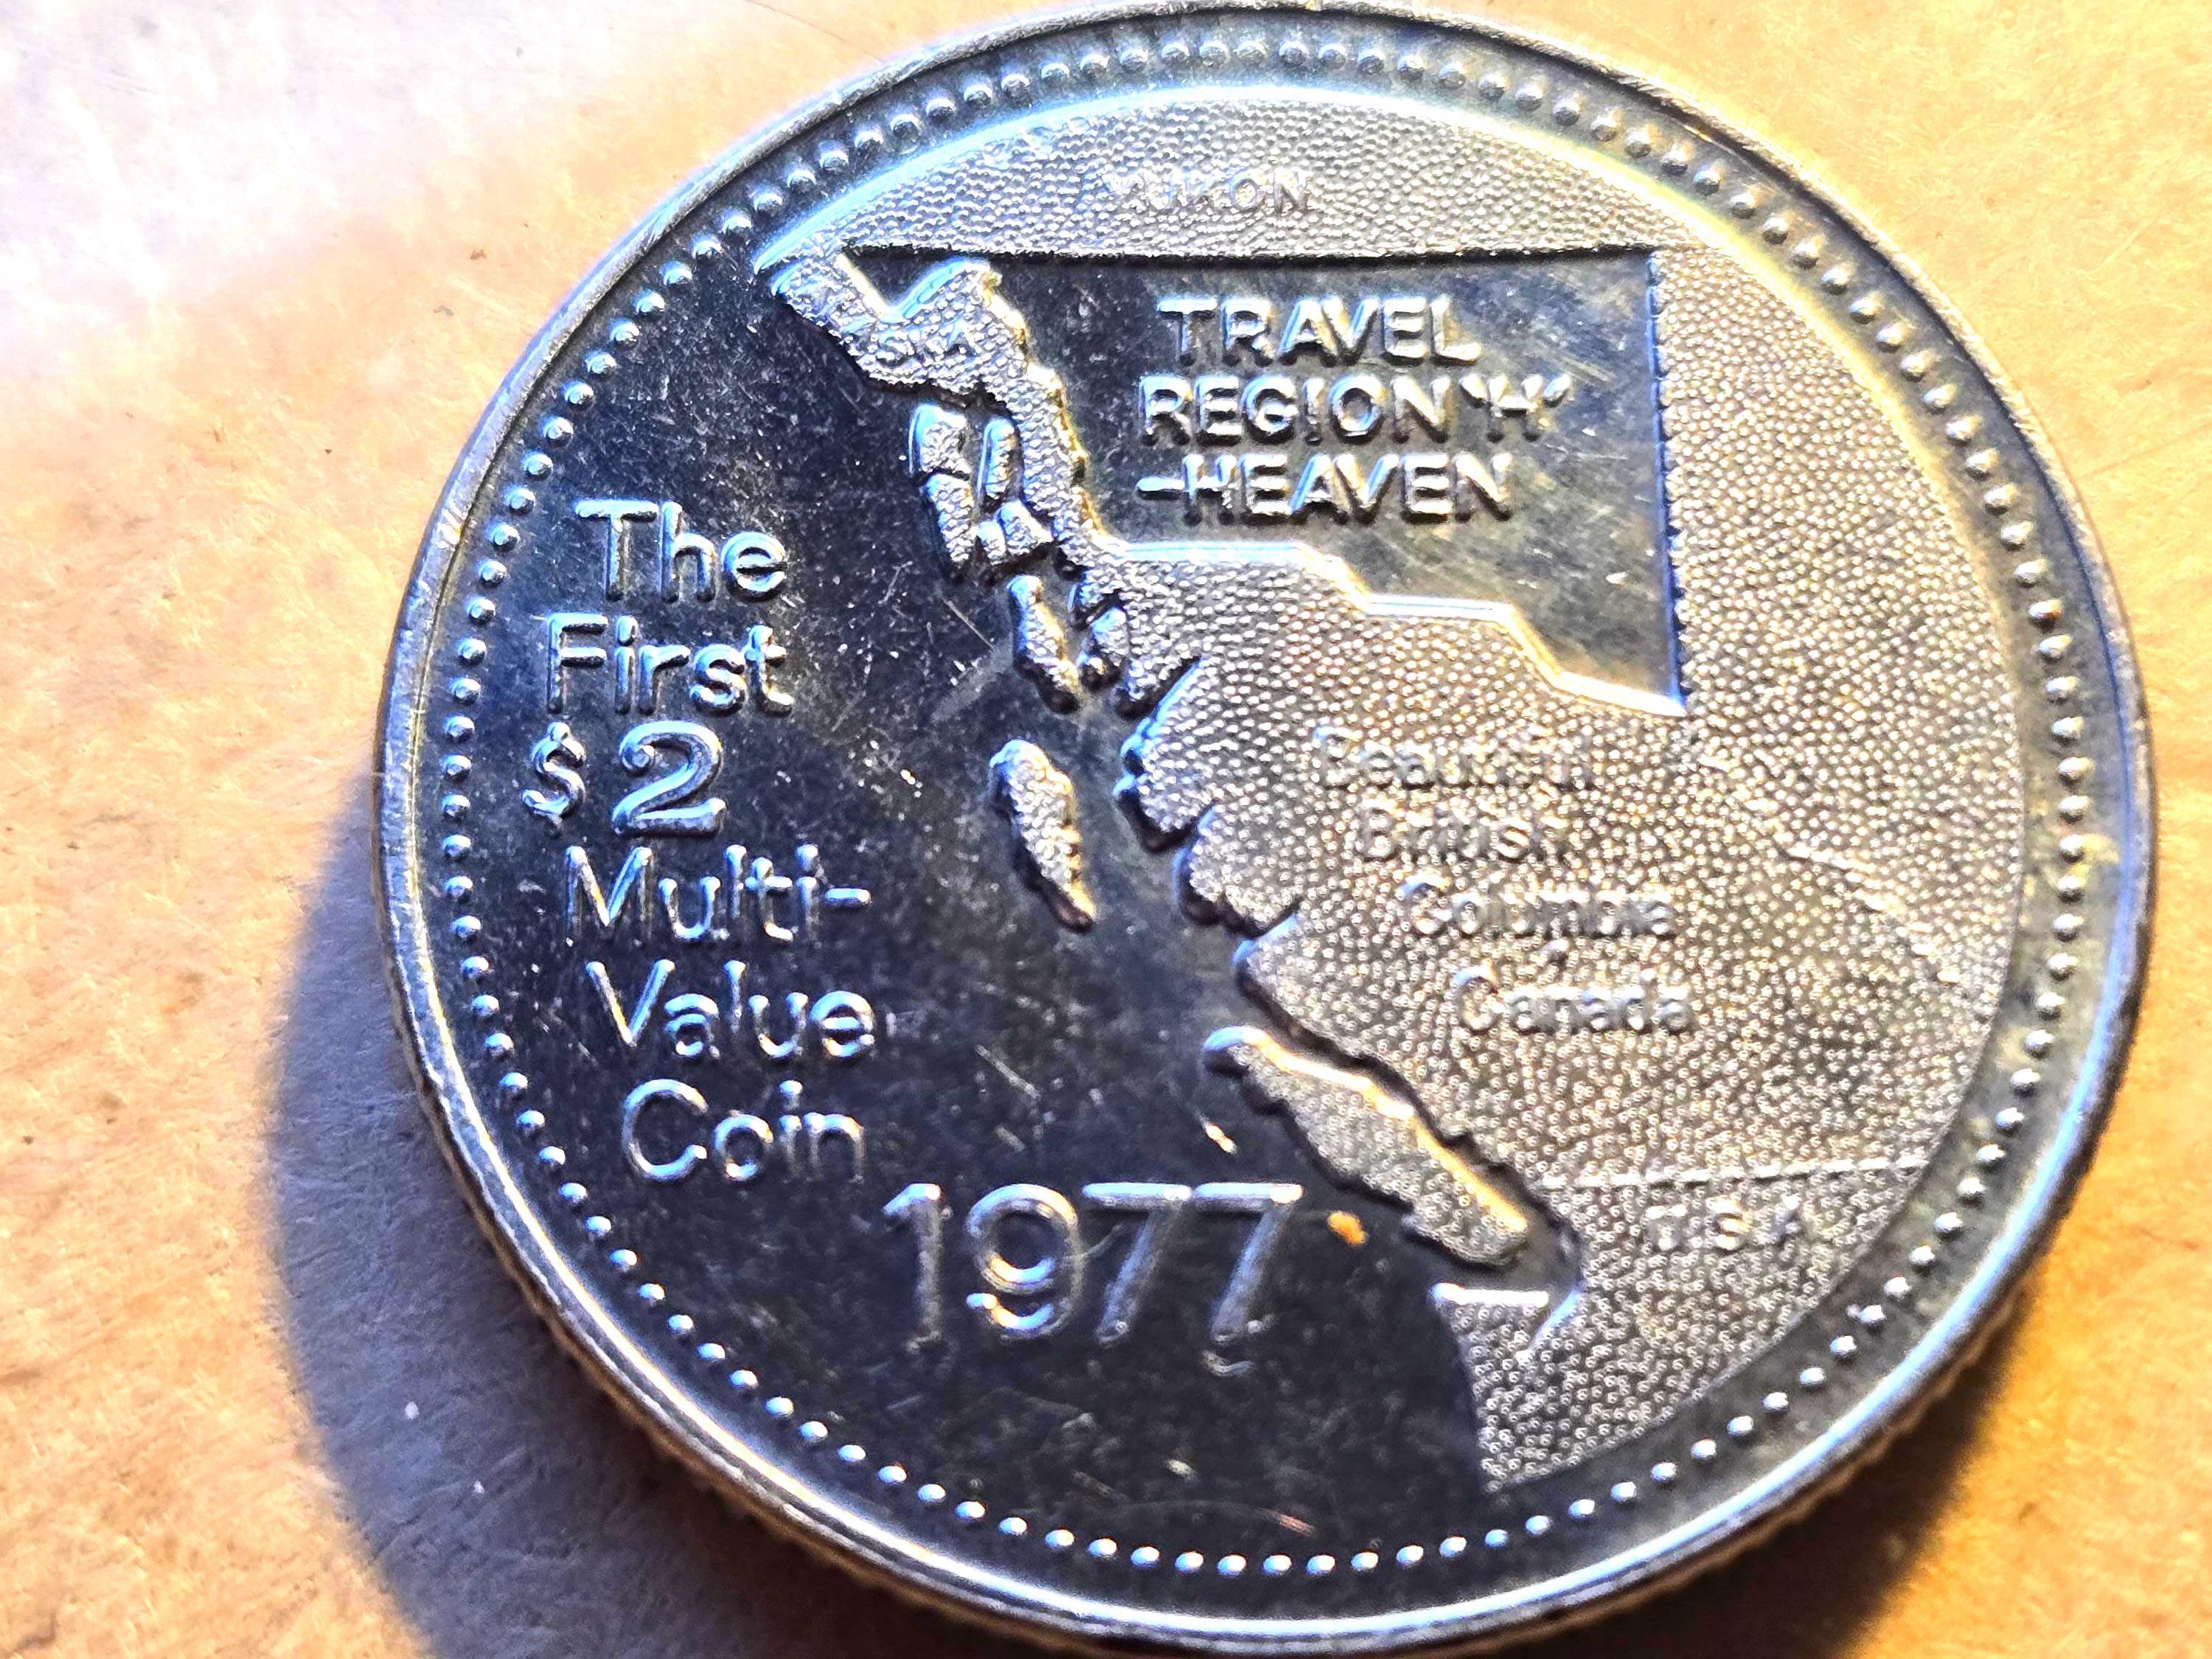 YUKON
TRAVEL
REGION 'H'
-HEAVEN
The
First
$2
Multi-
Value
Coin
1977
Beautiful
British
Columbia
Canada
U.S.A.